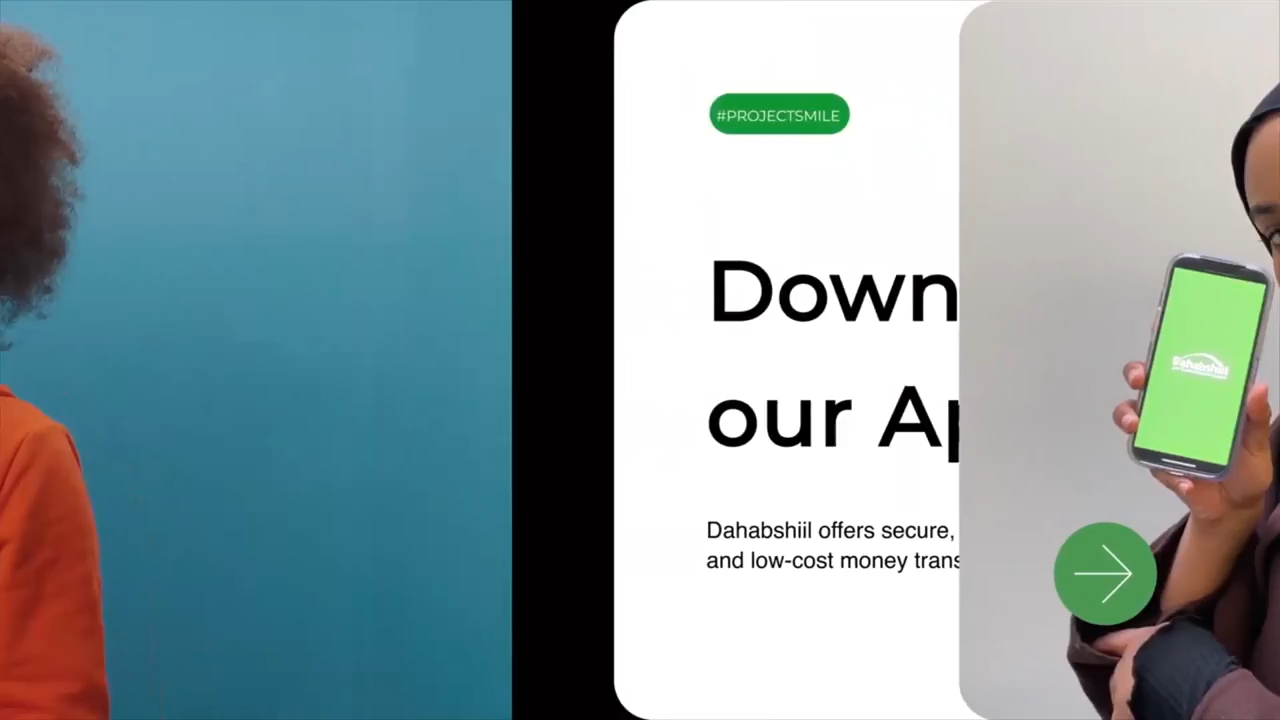 #PROJECTSMILE
Down
our Ap
Dahabshiil offers secure,
and low-cost money trans
Dahabshiil